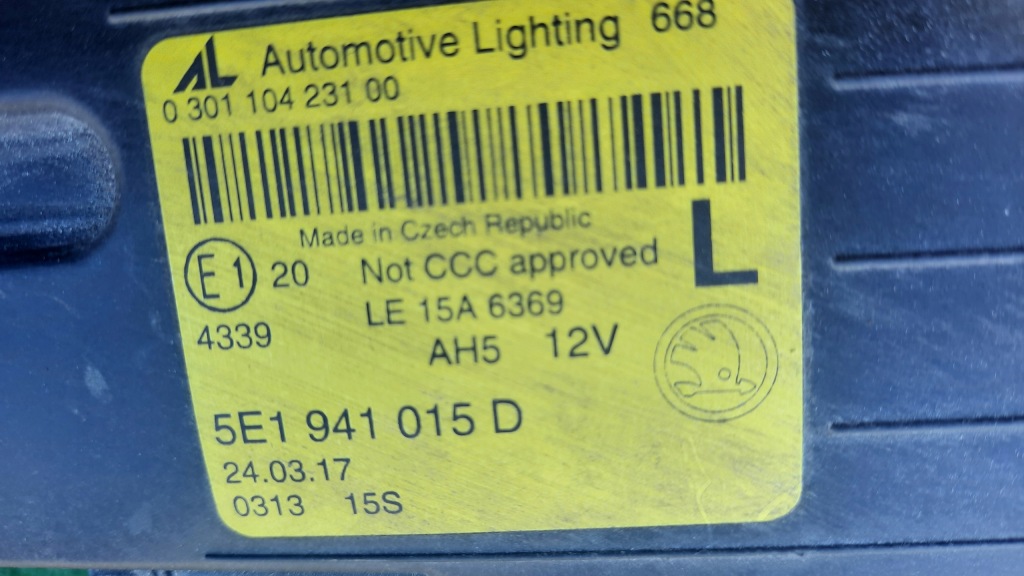 AL Automotive Lighting 668
0 301 104 231 00
Made in Czech Republic
L
E1 20 Not CCC approved
LE 15A 6369
4339
AH5 12V
5E1 941 015 D
24.03.17
0313 15S